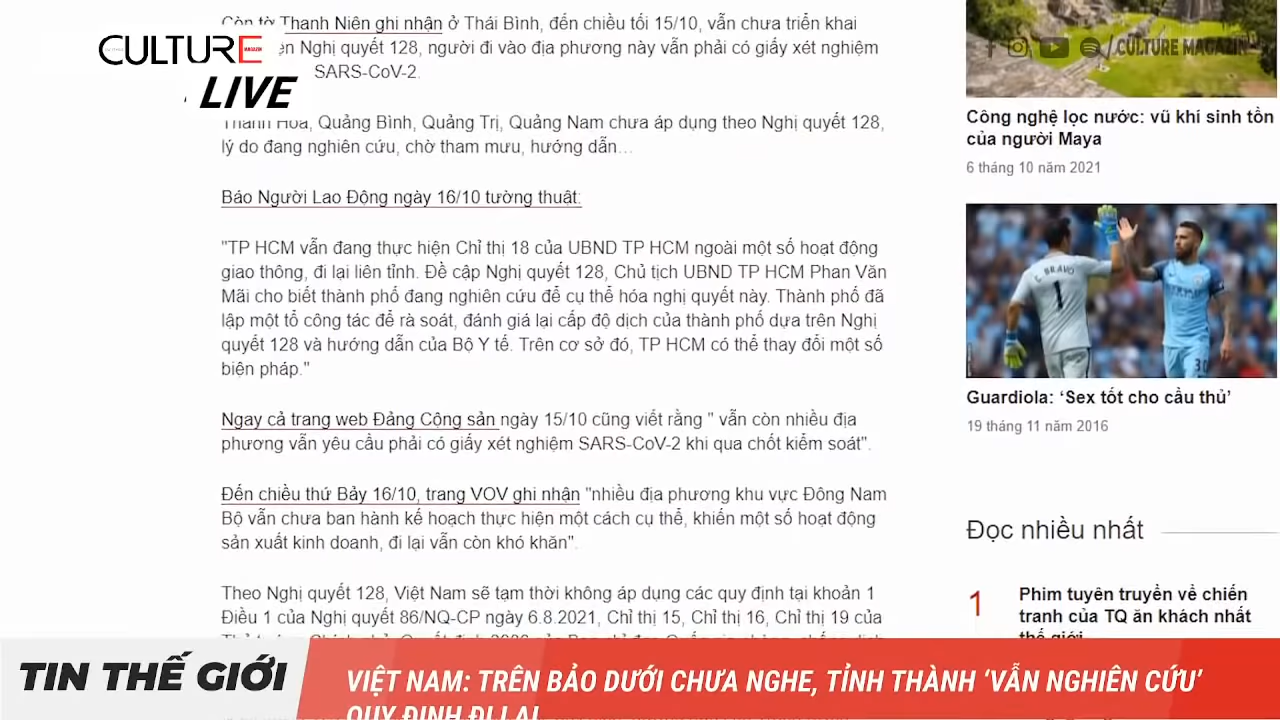 Còn tờ Thanh Niên ghi nhận ở Thái Bình, đến chiều tối 15/10, vẫn chưa triển khai
Nghị quyết 128, người đi vào địa phương này vẫn phải có giấy xét nghiệm
SARS-CoV-2.
Thanh Hóa, Quảng Bình, Quảng Trị, Quảng Nam chưa áp dụng theo Nghị quyết 128,
lý do đang nghiên cứu, chờ tham mưu, hướng dẫn…
Báo Người Lao Động ngày 16/10 tường thuật:
"TP HCM vẫn đang thực hiện Chỉ thị 18 của UBND TP HCM ngoài một số hoạt động
giao thông, đi lại liên tỉnh. Đề cập Nghị quyết 128, Chủ tịch UBND TP HCM Phan Văn
Mãi cho biết thành phố đang nghiên cứu để cụ thể hóa nghị quyết này. Thành phố đã
lập một tổ công tác để rà soát, đánh giá lại cấp độ dịch của thành phố dựa trên Nghị
quyết 128 và hướng dẫn của Bộ Y tế. Trên cơ sở đó, TP HCM có thể thay đổi một số
biện pháp."
Ngay cả trang web Đảng Cộng sản ngày 15/10 cũng viết rằng " vẫn còn nhiều địa
phương vẫn yêu cầu phải có giấy xét nghiệm SARS-CoV-2 khi qua chốt kiểm soát".
Đến chiều thứ Bảy 16/10, trang VOV ghi nhận "nhiều địa phương khu vực Đông Nam
Bộ vẫn chưa ban hành kế hoạch thực hiện một cách cụ thể, khiến một số hoạt động
sản xuất kinh doanh, đi lại vẫn còn khó khăn".
Theo Nghị quyết 128, Việt Nam sẽ tạm thời không áp dụng các quy định tại khoản 1
Điều 1 của Nghị quyết 86/NQ-CP ngày 6.8.2021, Chỉ thị 15, Chỉ thị 16, Chỉ thị 19 của
CULTURE
MAGAZIN
LIVE
/ CULTURE MAGAZIN
Công nghệ lọc nước: vũ khí sinh tồn
của người Maya
6 tháng 10 năm 2021
C. BRAVO
1
30
Guardiola: ‘Sex tốt cho cầu thủ’
19 tháng 11 năm 2016
Đọc nhiều nhất
1
Phim tuyên truyền về chiến
tranh của TQ ăn khách nhất
thế giới
TIN THẾ GIỚI
VIỆT NAM: TRÊN BẢO DƯỚI CHƯA NGHE, TỈNH THÀNH ‘VẪN NGHIÊN CỨU’
QUY ĐỊNH ĐI LẠI